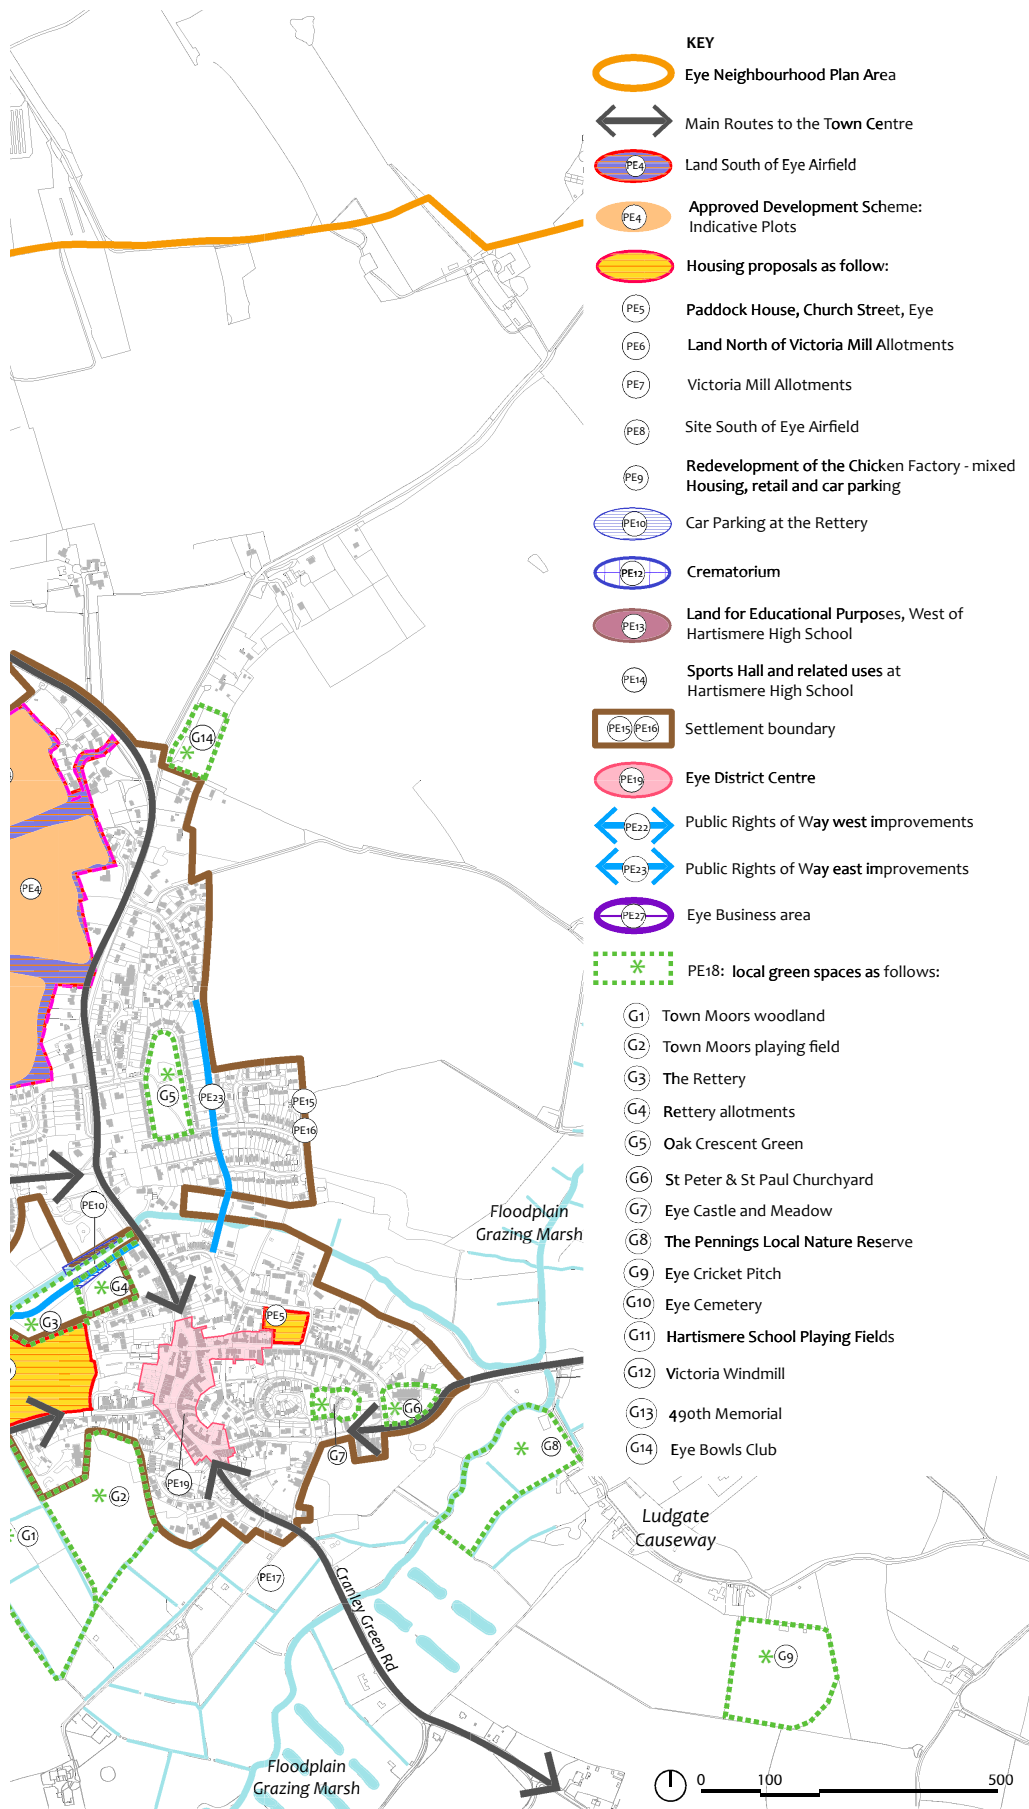 KEY
Eye Neighbourhood Plan Area
Main Routes to the Town Centre
PE4 Land South of Eye Airfield
PE4 Approved Development Scheme:
Indicative Plots
Housing proposals as follow:
PE5 Paddock House, Church Street, Eye
PE6 Land North of Victoria Mill Allotments
PE7 Victoria Mill Allotments
PE8 Site South of Eye Airfield
PE9 Redevelopment of the Chicken Factory - mixed
Housing, retail and car parking
PE10 Car Parking at the Rettery
PE12 Crematorium
PE13 Land for Educational Purposes, West of
Hartismere High School
PE14 Sports Hall and related uses at
Hartismere High School
PE15 PE16 Settlement boundary
PE19 Eye District Centre
PE22 Public Rights of Way west improvements
PE23 Public Rights of Way east improvements
PE27 Eye Business area
PE18: local green spaces as follows:
G1 Town Moors woodland
G2 Town Moors playing field
G3 The Rettery
G4 Rettery allotments
G5 Oak Crescent Green
G6 St Peter & St Paul Churchyard
G7 Eye Castle and Meadow
G8 The Pennings Local Nature Reserve
G9 Eye Cricket Pitch
G10 Eye Cemetery
G11 Hartismere School Playing Fields
G12 Victoria Windmill
G13 490th Memorial
G14 Eye Bowls Club
G14
PE4
G5
PE23
PE15
PE16
PE10
Floodplain
Grazing Marsh
G4
G3
PE5
G6
G7
G8
PE19
G2
G1
PE17
Cranley Green Rd
Ludgate
Causeway
G9
Floodplain
Grazing Marsh
0 100 500